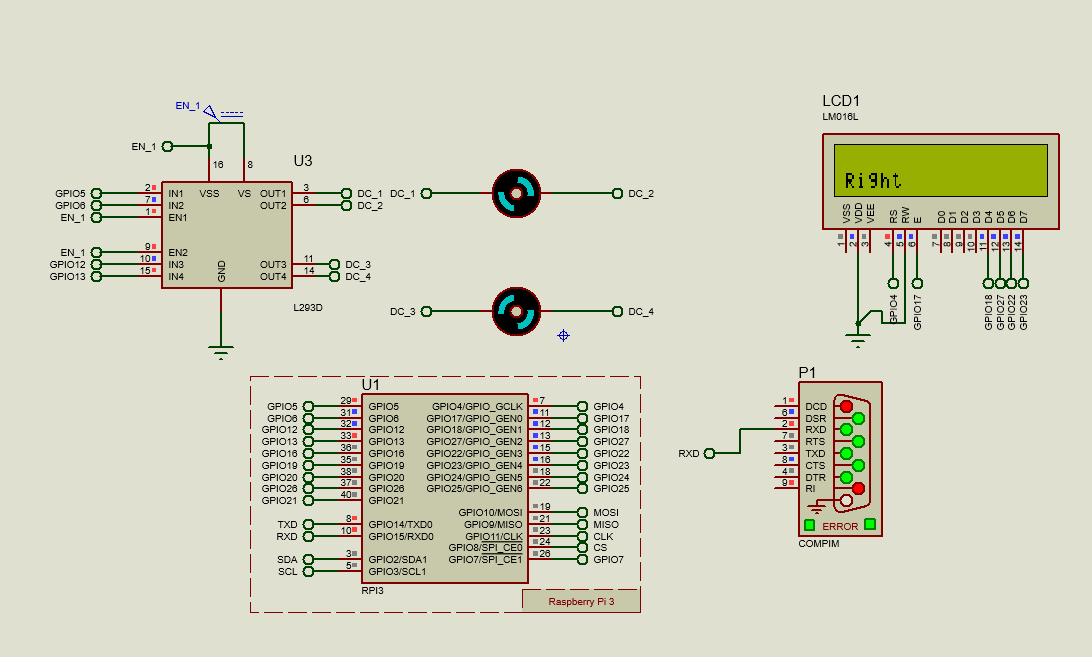 EN_1
EN_1
16
8
U3
GPIO5 2 IN1 VSS VS OUT1 3 DC_1
GPIO6 7 IN2 OUT2 6 DC_2
EN_1 1 EN1
EN_1 9 EN2
GPIO12 10 IN3 GND OUT3 11 DC_3
GPIO13 15 IN4 OUT4 14 DC_4
L293D
DC_1 DC_2
DC_3 DC_4
LCD1
LM016L
Right
VSS VDD VEE RS RW E D0 D1 D2 D3 D4 D5 D6 D7
1 2 3 4 5 6 7 8 9 10 11 12 13 14
GPIO4 GPIO17 GPIO18 GPIO27 GPIO22 GPIO23
U1
GPIO5 29 GPIO5 GPIO4/GPIO_GCLK 7 GPIO4
GPIO6 31 GPIO6 GPIO17/GPIO_GEN0 11 GPIO17
GPIO12 32 GPIO12 GPIO18/GPIO_GEN1 12 GPIO18
GPIO13 33 GPIO13 GPIO27/GPIO_GEN2 13 GPIO27
GPIO16 36 GPIO16 GPIO22/GPIO_GEN3 15 GPIO22
GPIO19 35 GPIO19 GPIO23/GPIO_GEN4 16 GPIO23
GPIO20 38 GPIO20 GPIO24/GPIO_GEN5 18 GPIO24
GPIO26 37 GPIO26 GPIO25/GPIO_GEN6 22 GPIO25
GPIO21 40 GPIO21
GPIO10/MOSI 19 MOSI
TXD 8 GPIO14/TXD0 GPIO9/MISO 21 MISO
RXD 10 GPIO15/RXD0 GPIO11/CLK 23 CLK
GPIO8/SPI_CE0 24 CS
SDA 3 GPIO2/SDA1 GPIO7/SPI_CE1 26 GPIO7
SCL 5 GPIO3/SCL1
RPI3
Raspberry Pi 3
P1
1 DCD
6 DSR
2 RXD
7 RTS
3 TXD
8 CTS
4 DTR
9 RI
RXD
ERROR
COMPIM